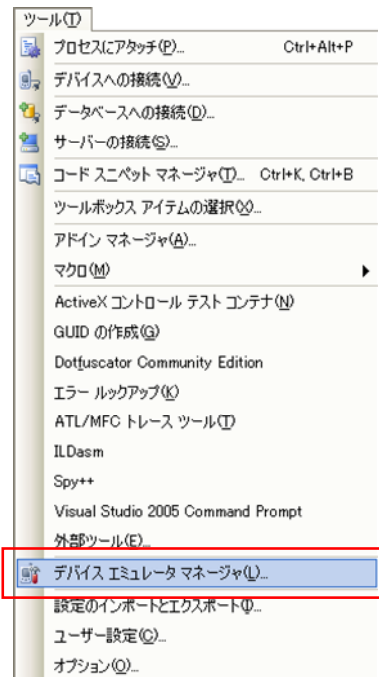 ツール(T)
プロセスにアタッチ(P)... Ctrl+Alt+P
デバイスへの接続(V)...
データベースへの接続(D)...
サーバーの接続(S)...
コード スニペット マネージャ(T)... Ctrl+K, Ctrl+B
ツールボックス アイテムの選択(X)...
アドイン マネージャ(A)...
マクロ(M)
ActiveX コントロール テスト コンテナ(N)
GUID の作成(G)
Dotfuscator Community Edition
エラー ルックアップ(K)
ATL/MFC トレース ツール(T)
ILDasm
Spy++
Visual Studio 2005 Command Prompt
外部ツール(E)...
デバイス エミュレータ マネージャ(L)...
設定のインポートとエクスポート(I)...
ユーザー設定(C)...
オプション(O)...